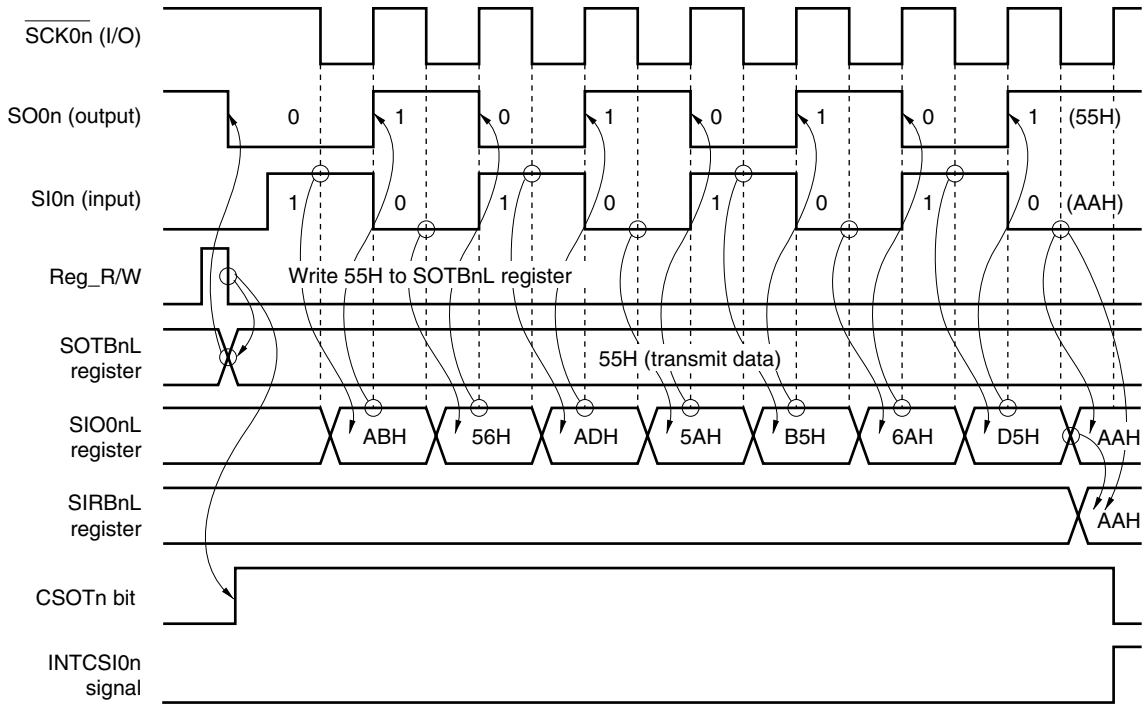 SCK0n (I/O)
SO0n (output) 0 1 0 1 0 1 0 1 (55H)
SI0n (input) 1 0 1 0 1 0 1 0 (AAH)
Reg_R/W Write 55H to SOTBnL register
SOTBnL
register
55H (transmit data)
SIO0nL
register
ABH 56H ADH 5AH B5H 6AH D5H AAH
SIRBnL
register
AAH
CSOTn bit
INTCSI0n
signal